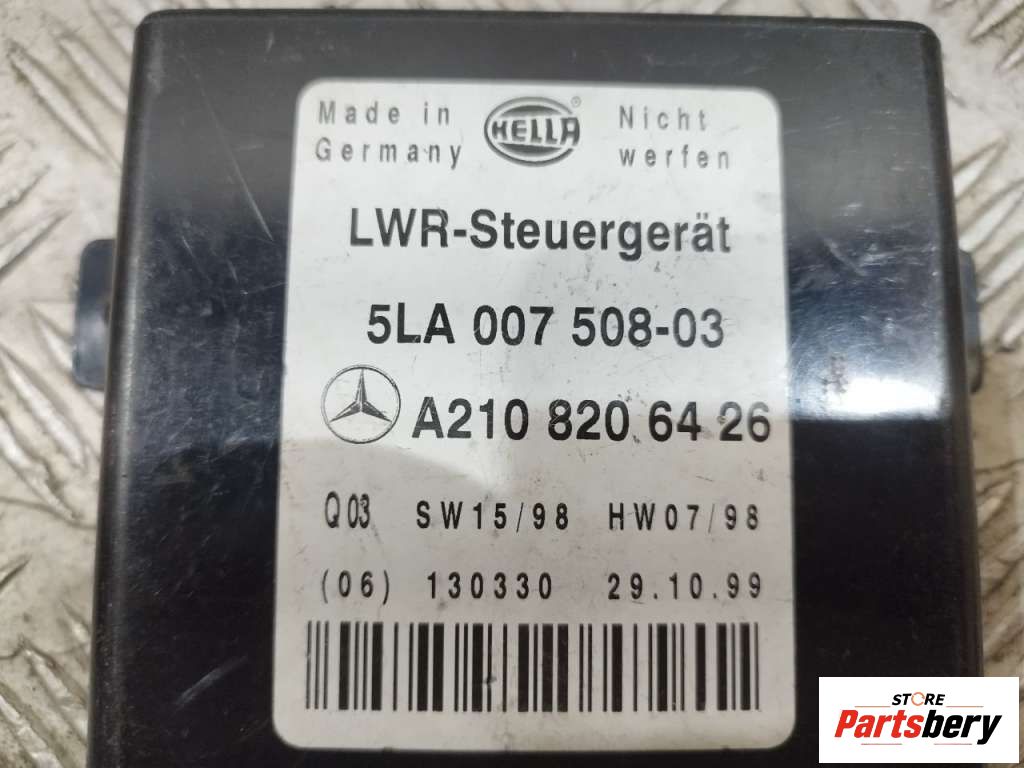 Made in
Germany
HELLA
®
Nicht
werfen
LWR-Steuergerät
5LA 007 508-03
A210 820 64 26
Q03 SW15/98 HW07/98
(06) 130330 29.10.99
STORE
Partsbery